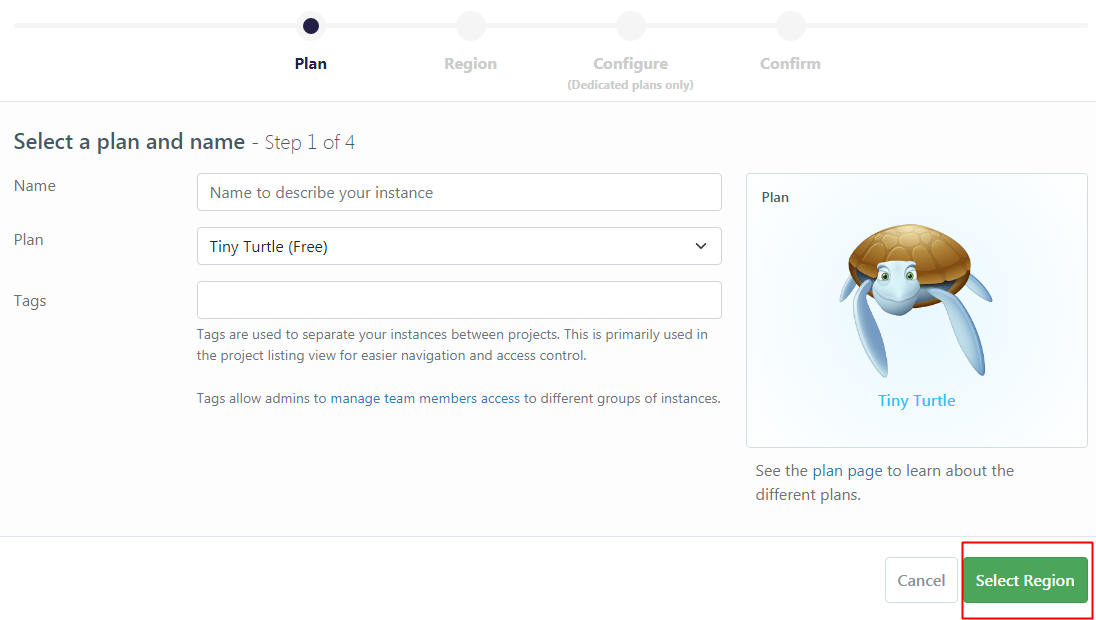 Plan
Region
Configure
Confirm
(Dedicated plans only)
Select a plan and name - Step 1 of 4
Name
Name to describe your instance
Plan
Tiny Turtle (Free)
Tags
Tags are used to separate your instances between projects. This is primarily used in
the project listing view for easier navigation and access control.
Tags allow admins to manage team members access to different groups of instances.
Plan
Tiny Turtle
See the plan page to learn about the
different plans.
Cancel
Select Region